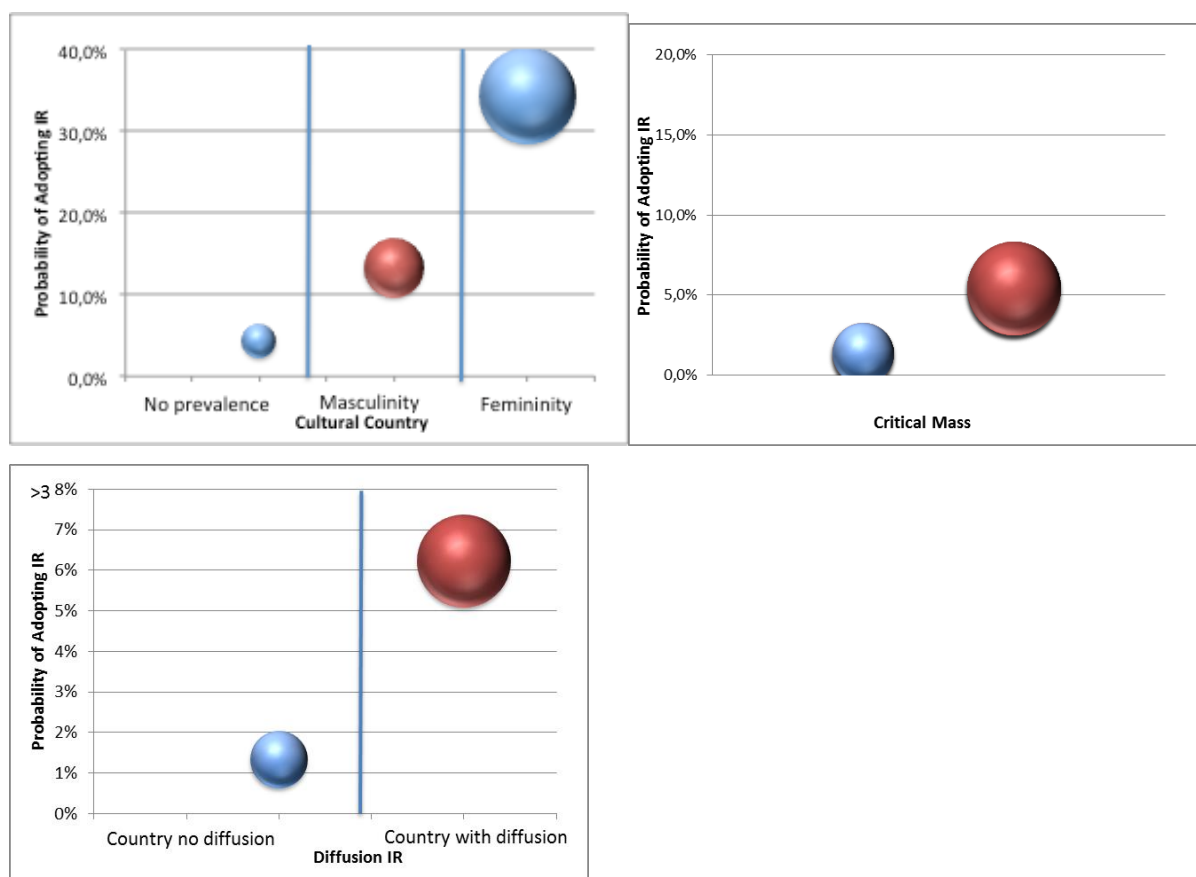 40,0%
30,0%
20,0%
10,0%
0,0%
Probability of Adopting IR
No prevalence
Masculinity
Femininity
Cultural Country
20,0%
15,0%
10,0%
5,0%
0,0%
Probability of Adopting IR
Critical Mass
>3 8%
7%
6%
5%
4%
3%
2%
1%
0%
Probability of Adopting IR
Country no diffusion
Country with diffusion
Diffusion IR